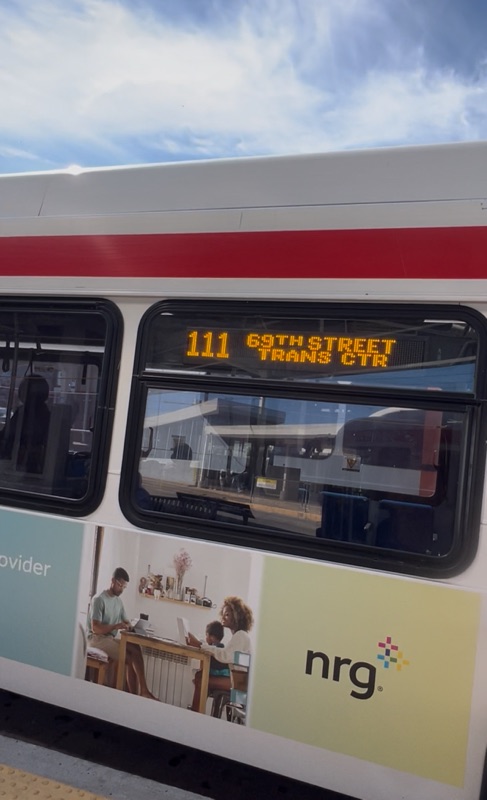 111 69TH STREET
TRANS CTR
ovider
nrg